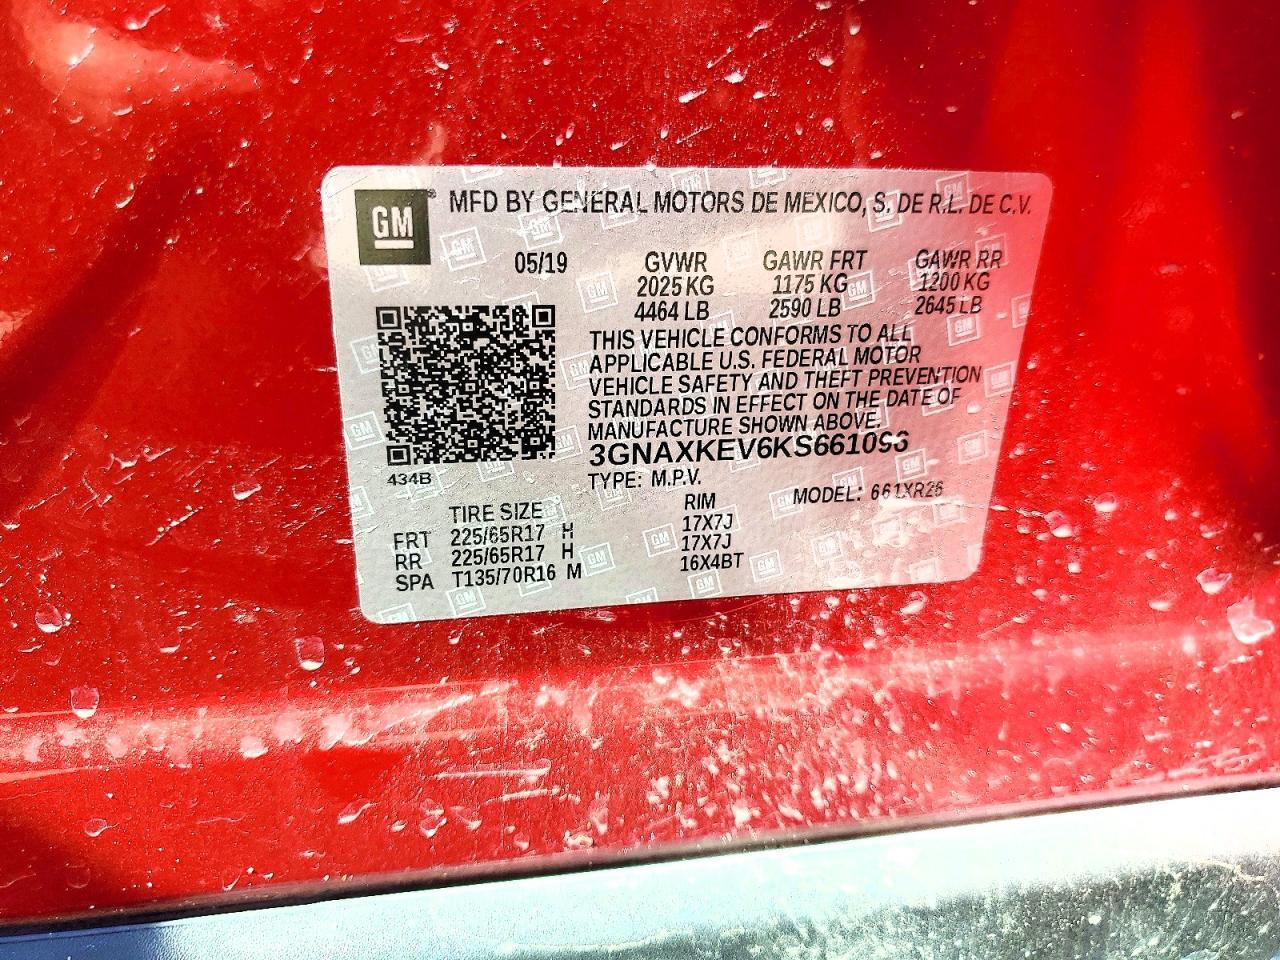 GM ® MFD BY GENERAL MOTORS DE MEXICO, S. DE R.L. DE C.V.
05/19 GVWR GAWR FRT GAWR RR
2025 KG 1175 KG 1200 KG
4464 LB 2590 LB 2645 LB
THIS VEHICLE CONFORMS TO ALL
APPLICABLE U.S. FEDERAL MOTOR
VEHICLE SAFETY AND THEFT PREVENTION
STANDARDS IN EFFECT ON THE DATE OF
MANUFACTURE SHOWN ABOVE.
3GNAXKEV6KS661096
434B
TYPE: M.P.V.
MODEL: 661XR26
TIRE SIZE RIM
FRT 225/65R17 H 17X7J
RR 225/65R17 H 17X7J
SPA T135/70R16 M 16X4BT